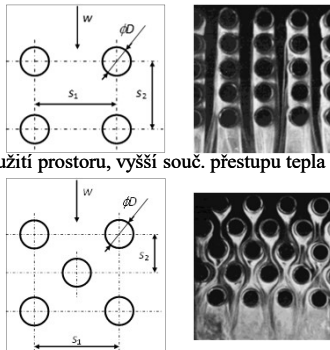 w
ϕD
s₁
s₂
užití prostoru, vyšší souč. přestupu tepla
w
ϕD
s₂
s₁